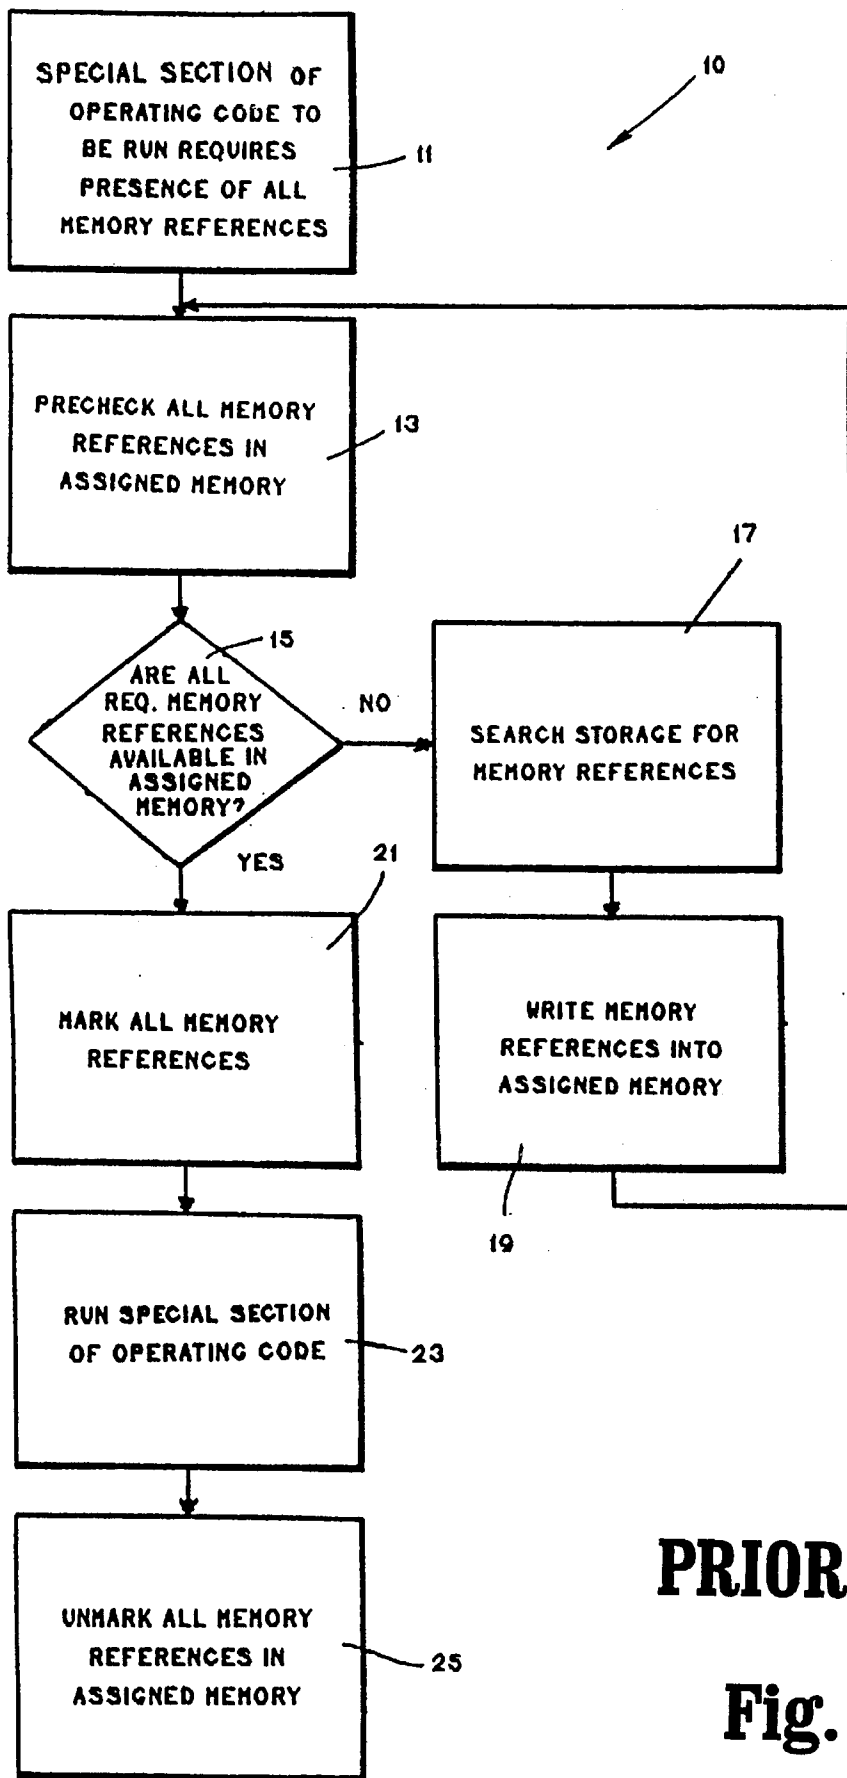 10
SPECIAL SECTION OF
OPERATING CODE TO
BE RUN REQUIRES
PRESENCE OF ALL
MEMORY REFERENCES
11
PRECHECK ALL MEMORY
REFERENCES IN
ASSIGNED MEMORY
13
15
ARE ALL
REQ. MEMORY
REFERENCES
AVAILABLE IN
ASSIGNED
MEMORY?
NO
YES
17
SEARCH STORAGE FOR
MEMORY REFERENCES
21
MARK ALL MEMORY
REFERENCES
WRITE MEMORY
REFERENCES INTO
ASSIGNED MEMORY
19
RUN SPECIAL SECTION
OF OPERATING CODE
23
UNMARK ALL MEMORY
REFERENCES IN
ASSIGNED MEMORY
25
PRIOR
Fig.